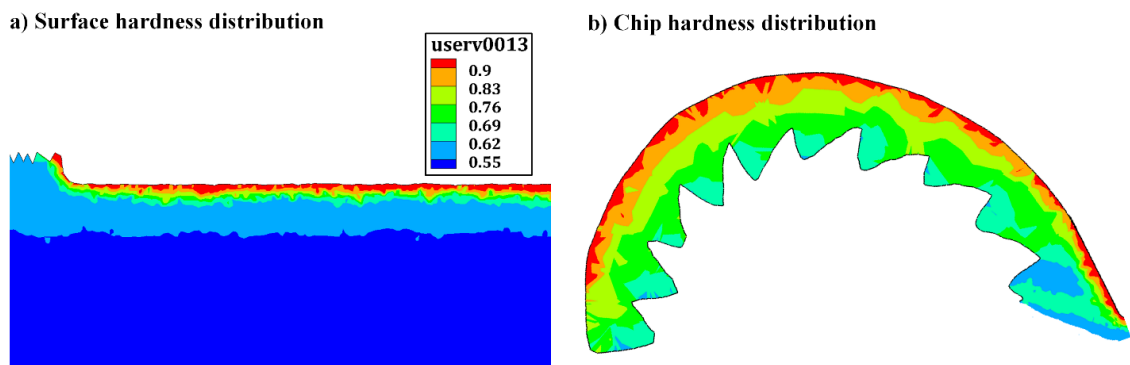 a) Surface hardness distribution
b) Chip hardness distribution
userv0013
0.9
0.83
0.76
0.69
0.62
0.55